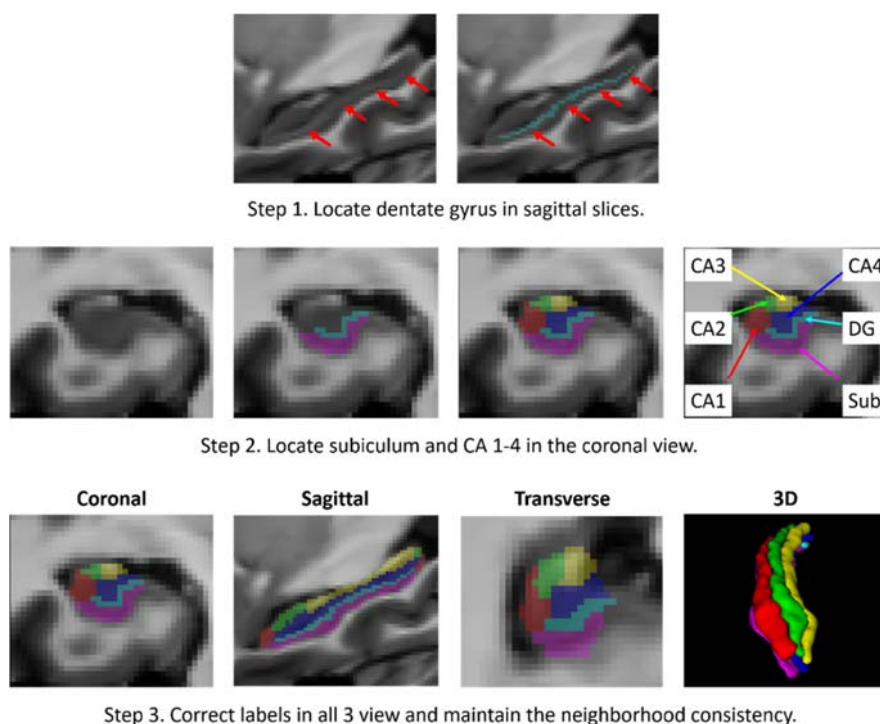 Step 1. Locate dentate gyrus in sagittal slices.
CA3 CA4
CA2 DG
CA1 Sub
Step 2. Locate subiculum and CA 1-4 in the coronal view.
Coronal Sagittal Transverse 3D
Step 3. Correct labels in all 3 view and maintain the neighborhood consistency.